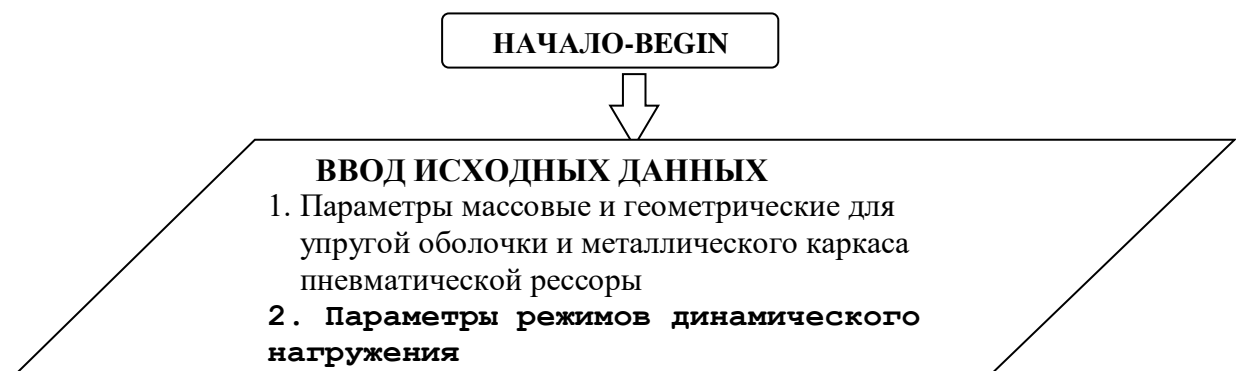 НАЧАЛО-BEGIN
ВВОД ИСХОДНЫХ ДАННЫХ
1. Параметры массовые и геометрические для
упругой оболочки и металлического каркаса
пневматической рессоры
2. Параметры режимов динамического
нагружения